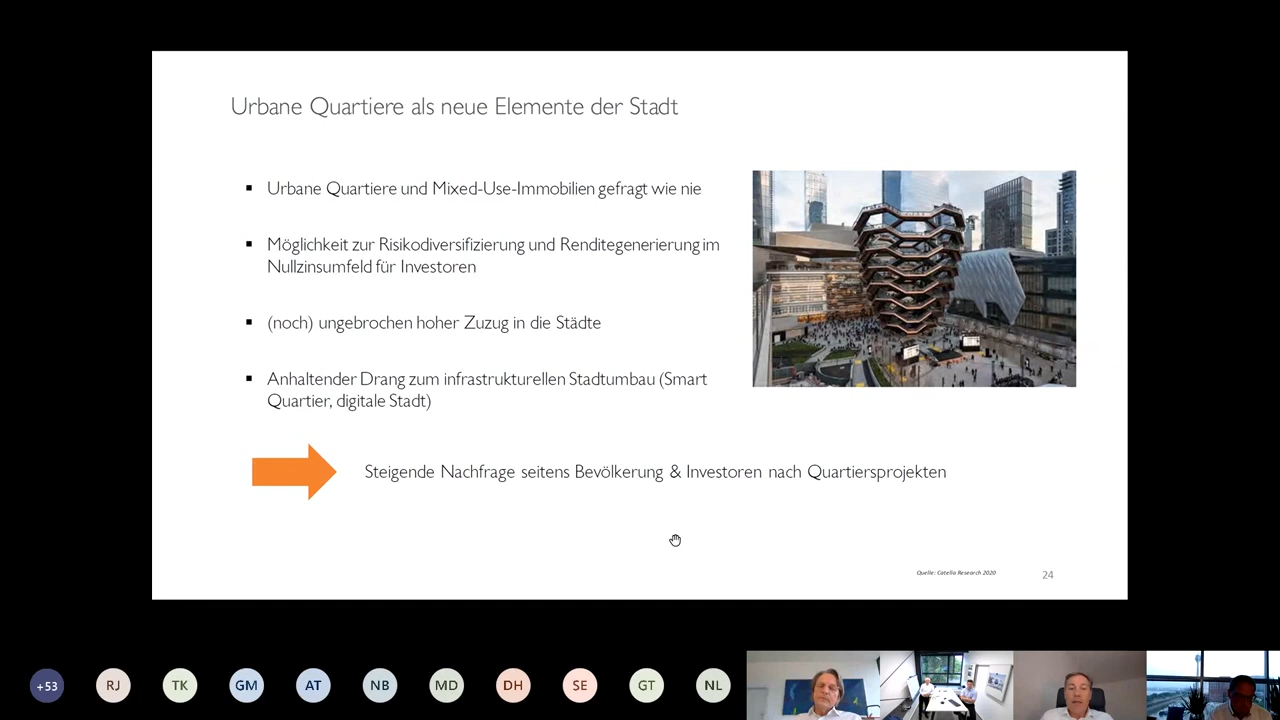 Urbane Quartiere als neue Elemente der Stadt
Urbane Quartiere und Mixed-Use-Immobilien gefragt wie nie
Möglichkeit zur Risikodiversifizierung und Renditegenerierung im
Nullzinsumfeld für Investoren
(noch) ungebrochen hoher Zuzug in die Städte
Anhaltender Drang zum infrastrukturellen Stadtumbau (Smart
Quartier, digitale Stadt)
Steigende Nachfrage seitens Bevölkerung & Investoren nach Quartiersprojekten
Quelle: Catella Research 2020
24
+53 RJ TK GM AT NB MD DH SE GT NL